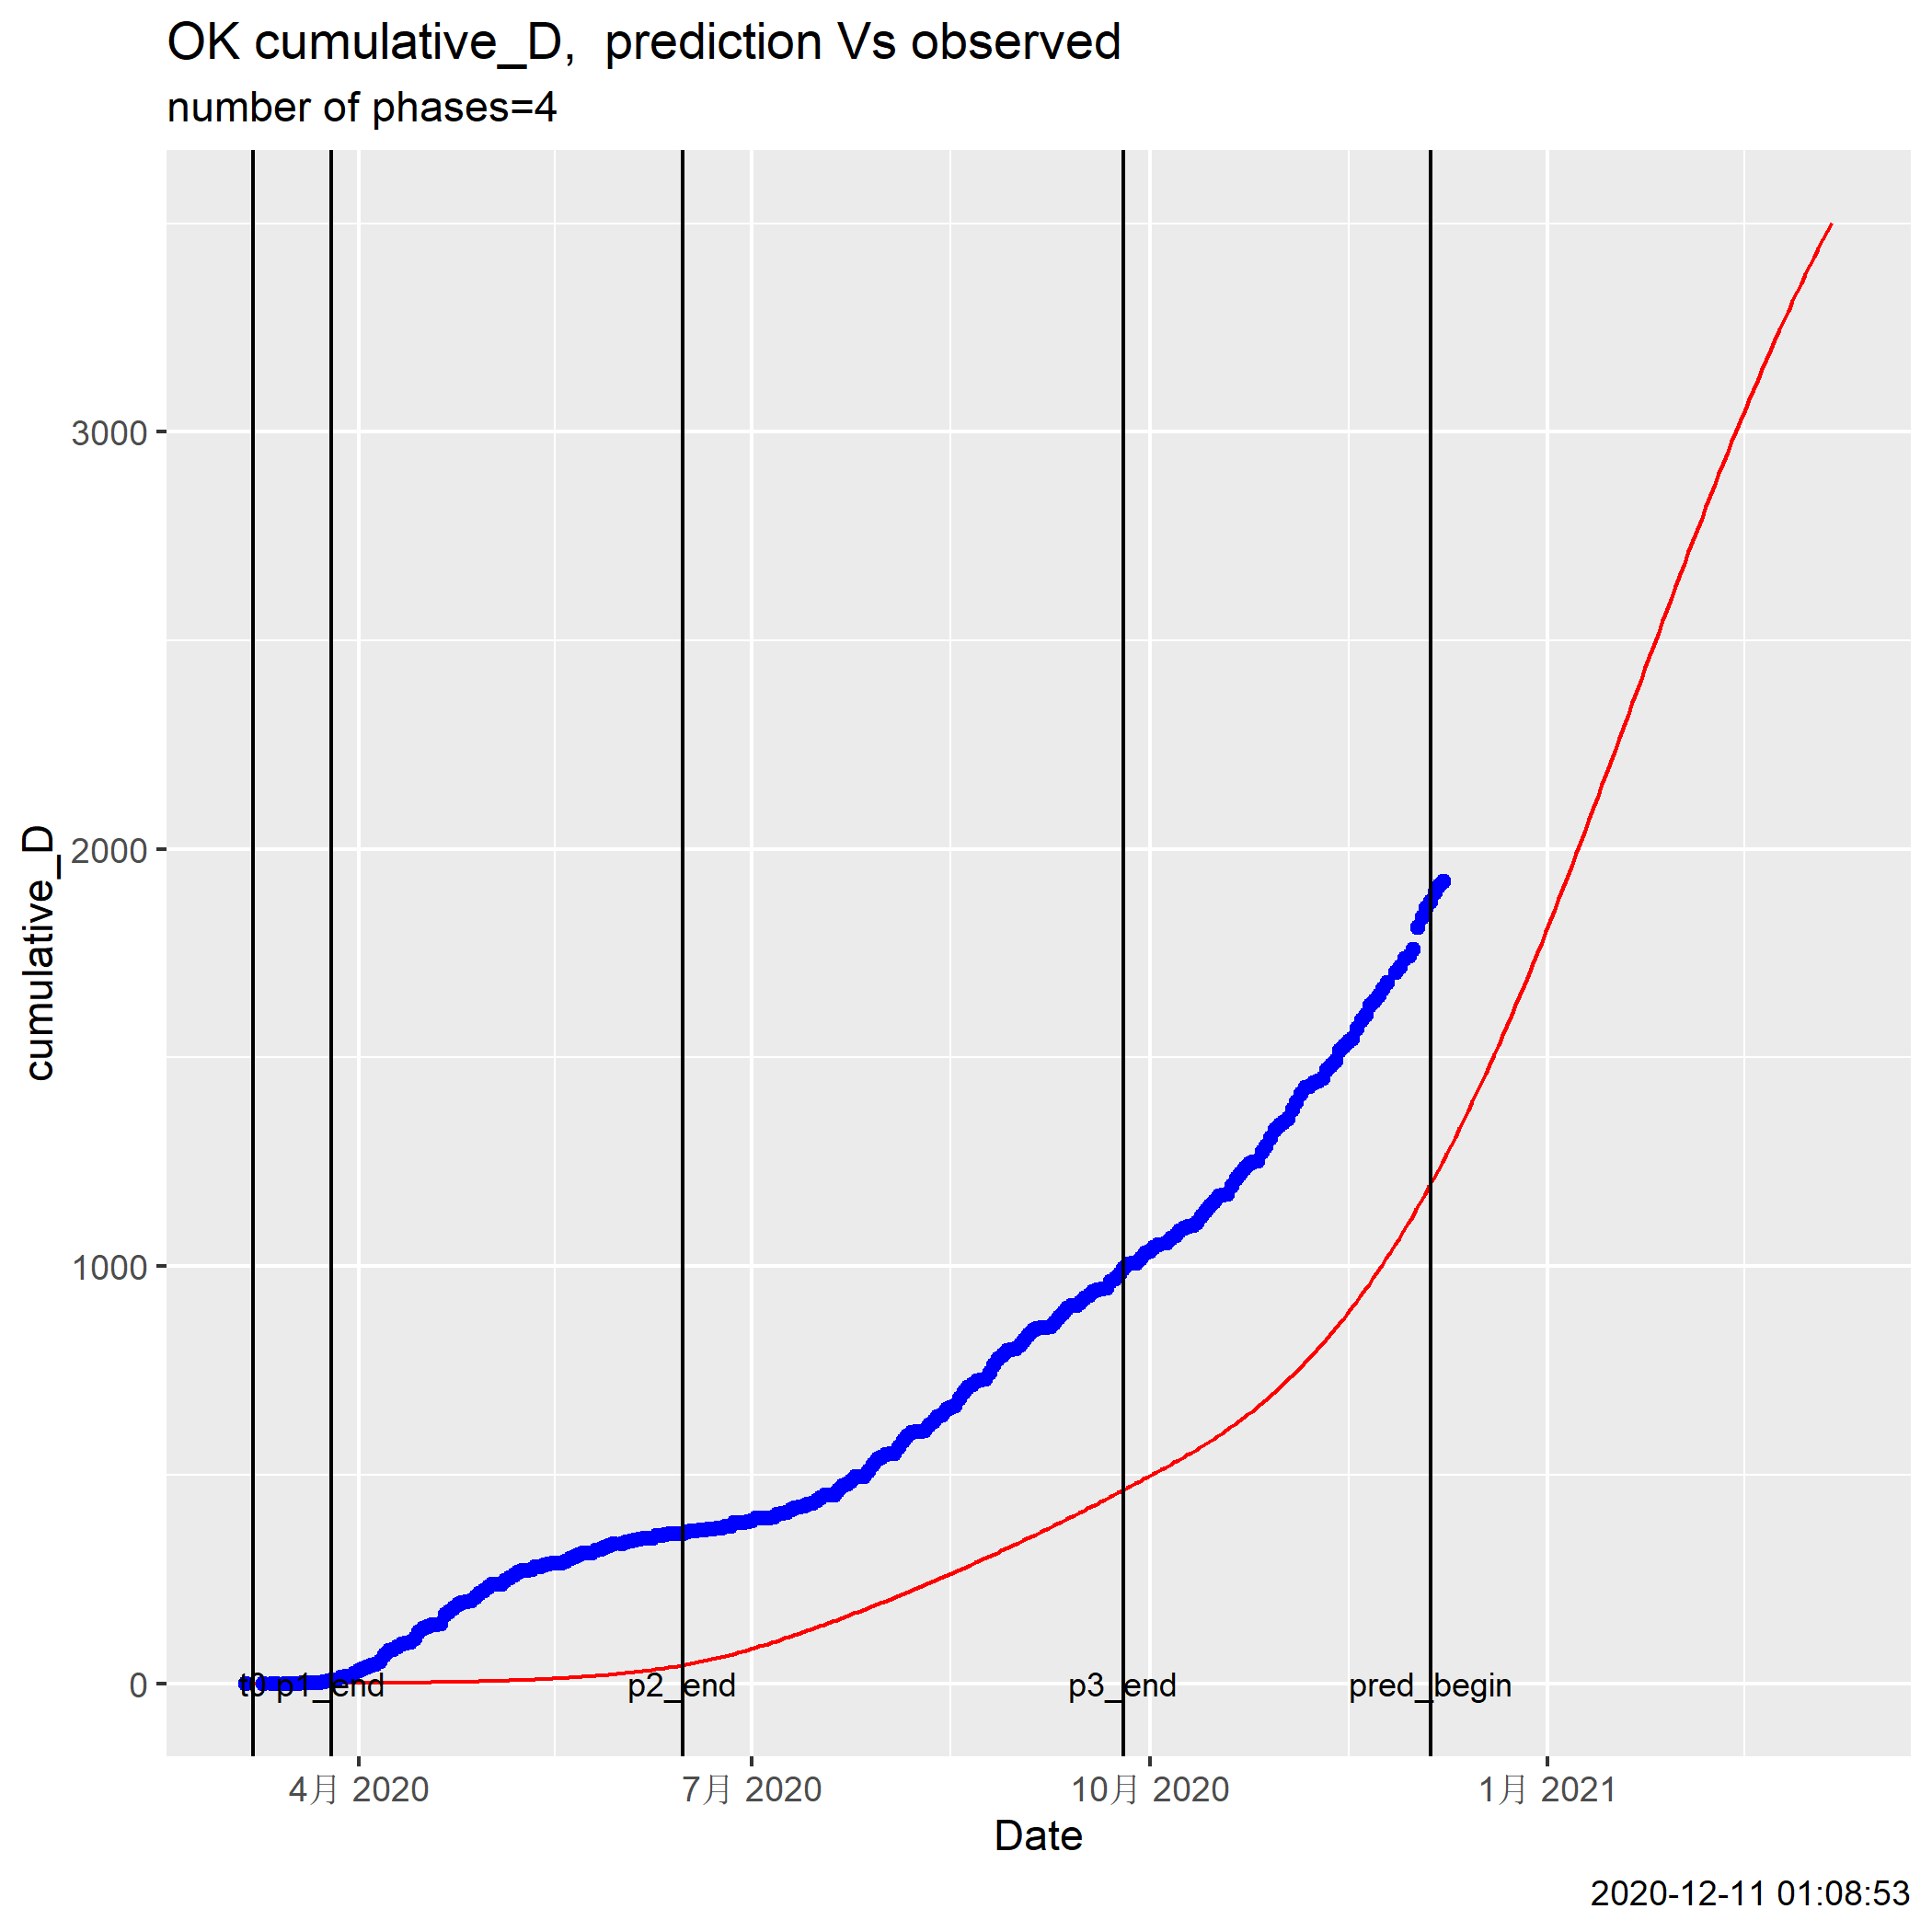 OK cumulative_D,  prediction Vs observed
number of phases=4
cumulative_D
3000
2000
1000
0
t0 p1_end p2_end p3_end pred_begin
4月 2020 7月 2020 10月 2020 1月 2021
Date
2020-12-11 01:08:53